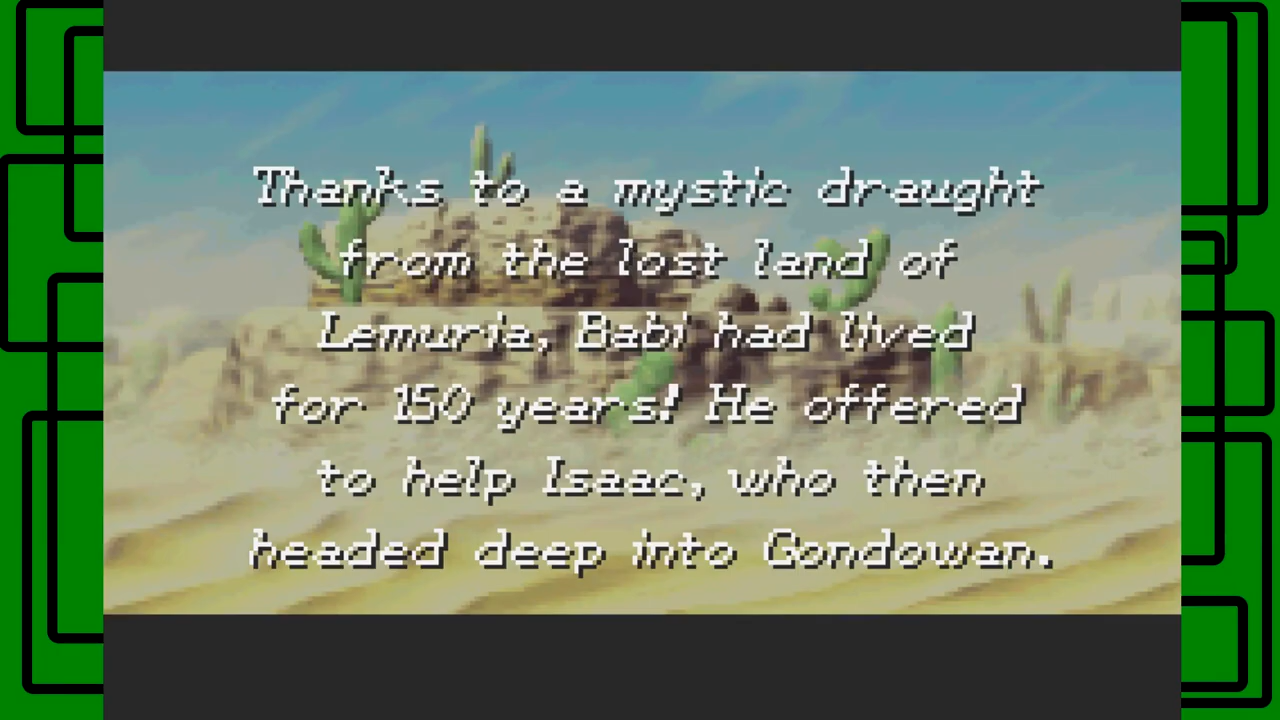 Thanks to a mystic draught
from the lost land of
Lemuria, Babi had lived
for 150 years! He offered
to help Isaac, who then
headed deep into Gondowan.